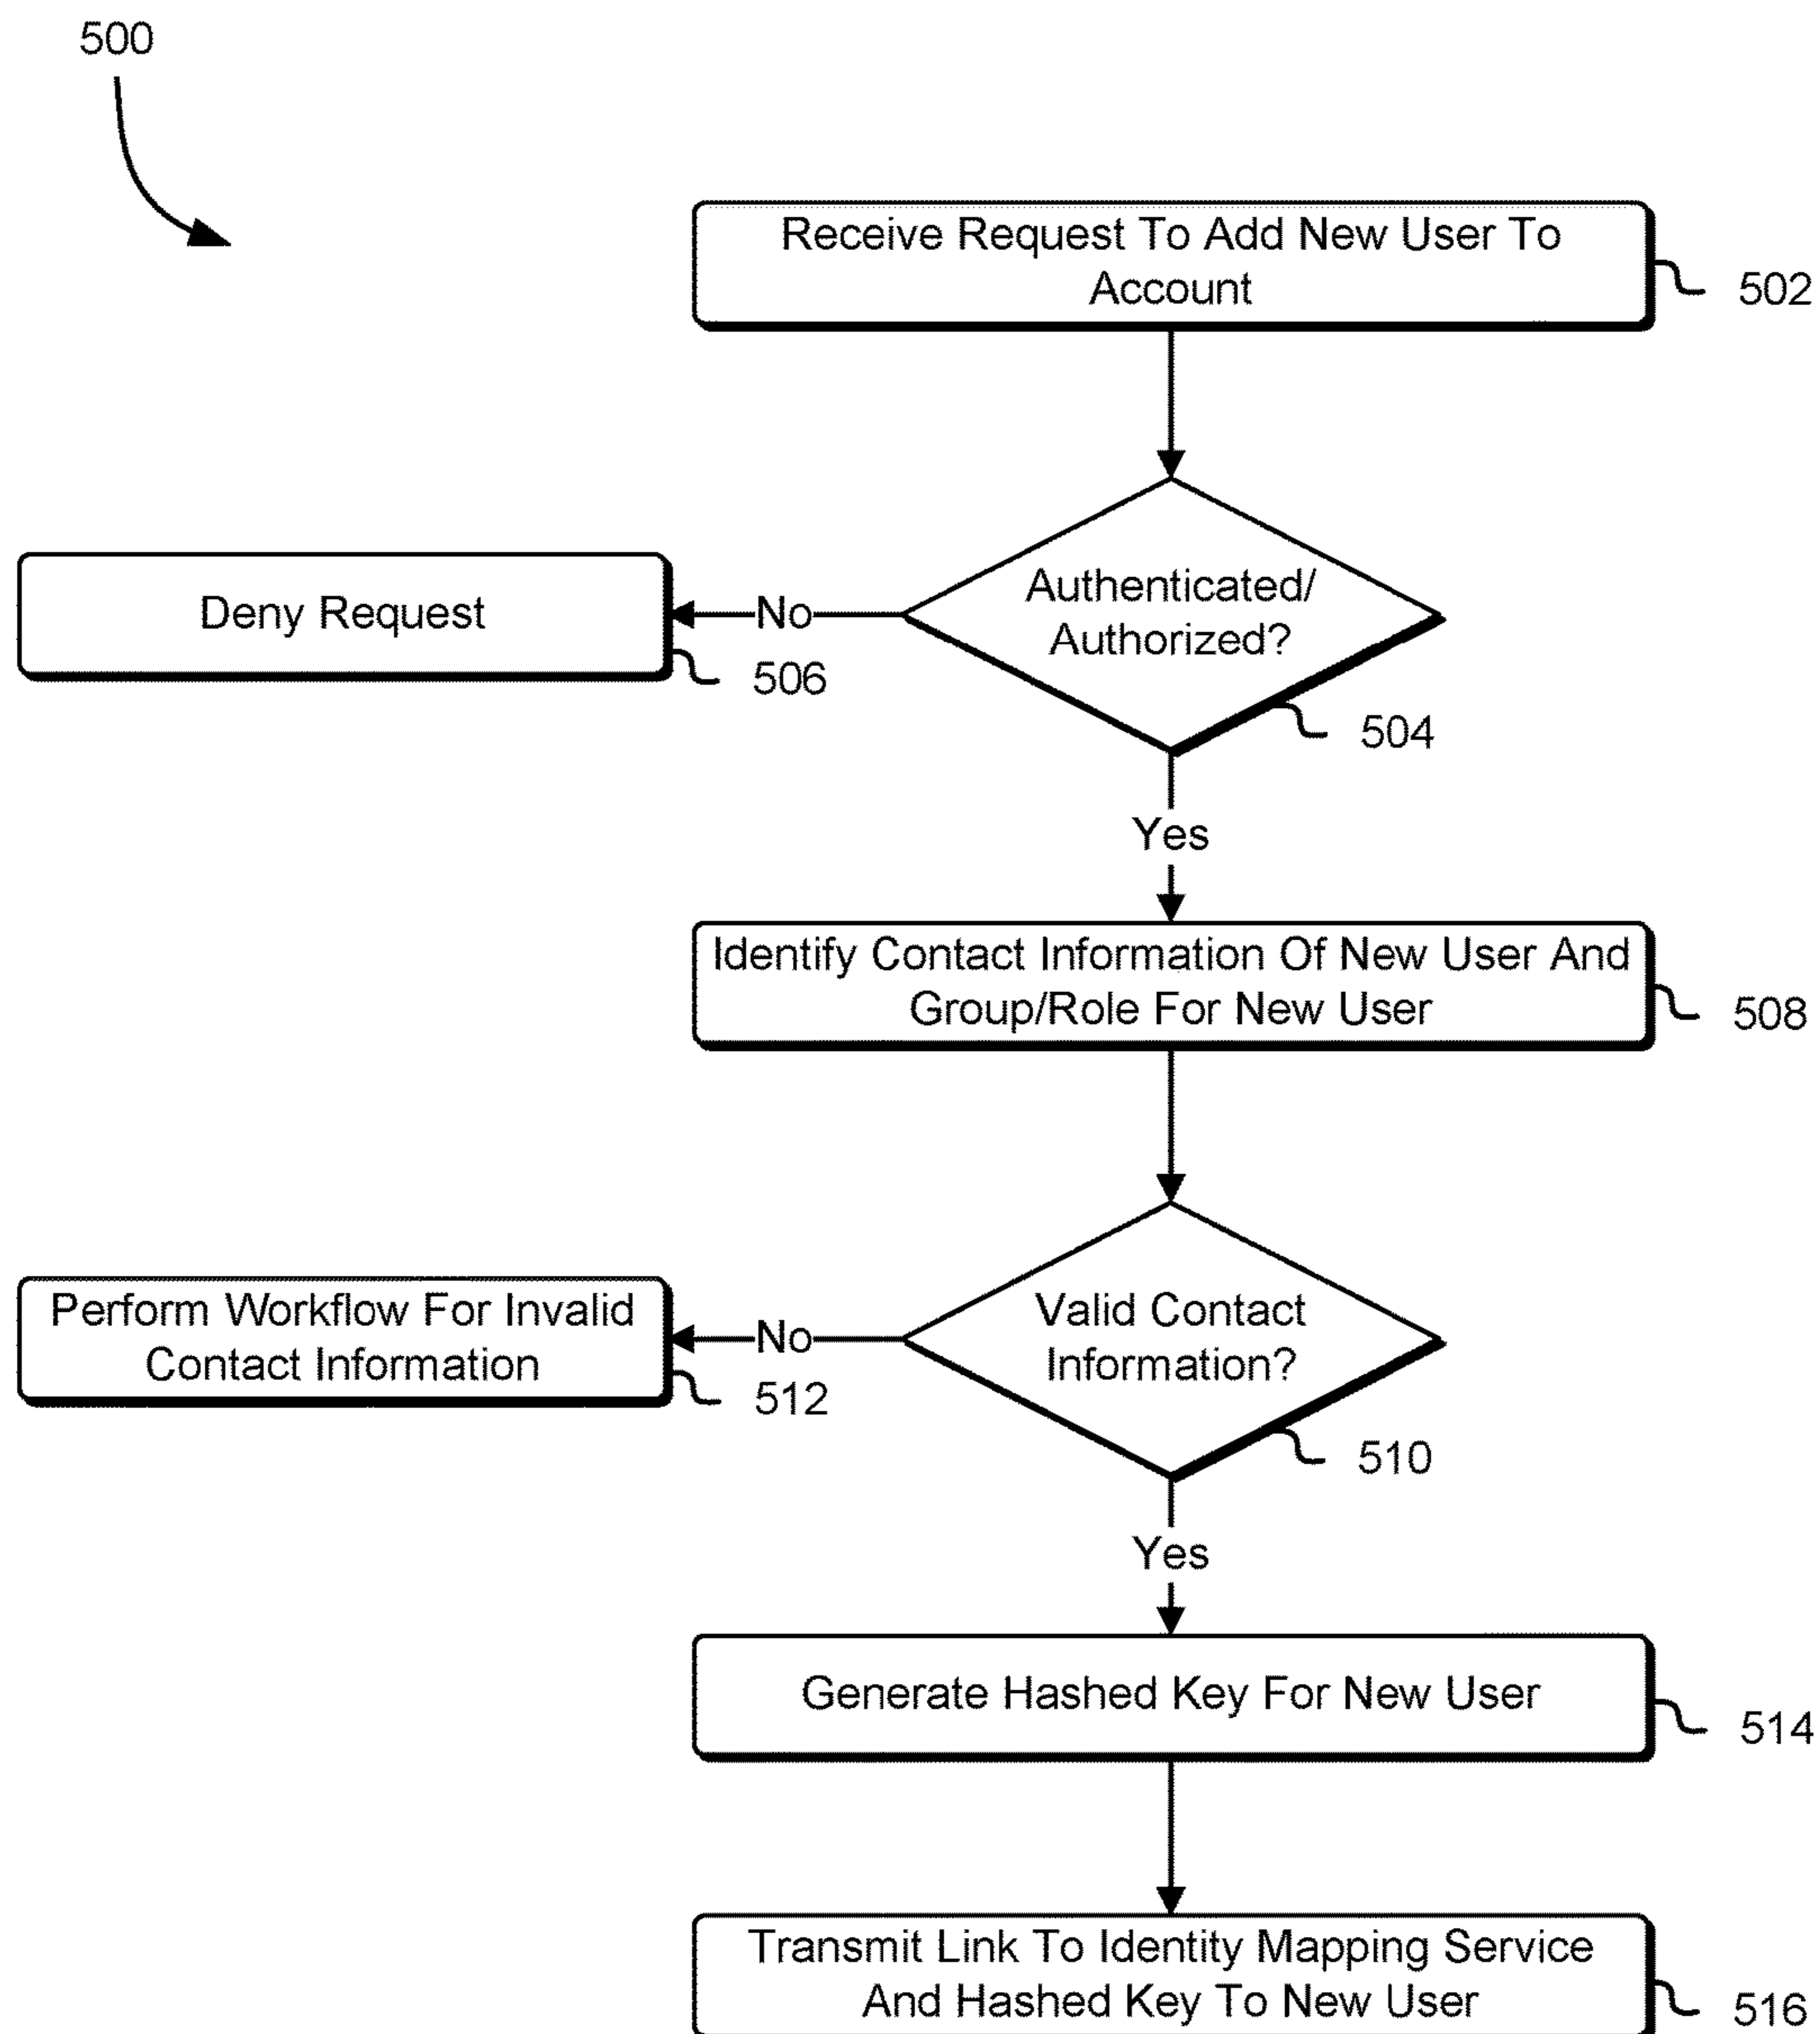 500
Receive Request To Add New User To
Account
502
Authenticated/
Authorized?
504
No
Deny Request
506
Yes
Identify Contact Information Of New User And
Group/Role For New User
508
Valid Contact
Information?
510
No
Perform Workflow For Invalid
Contact Information
512
Yes
Generate Hashed Key For New User
514
Transmit Link To Identity Mapping Service
And Hashed Key To New User
516